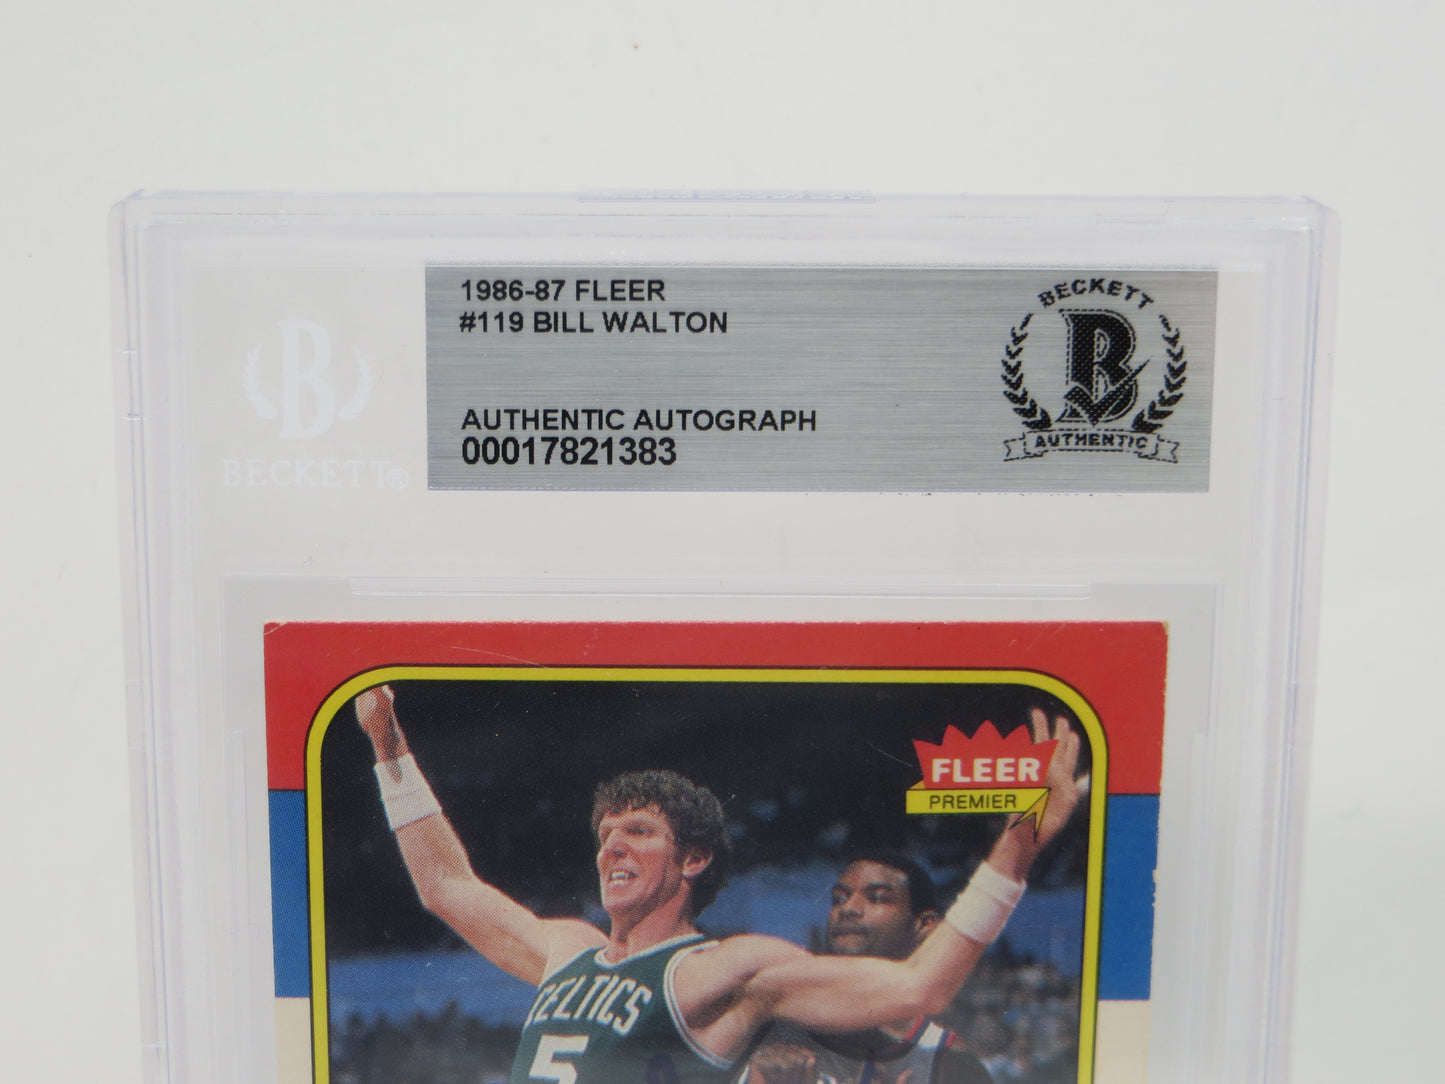 1986-87 FLEER
#119 BILL WALTON
AUTHENTIC AUTOGRAPH
00017821383
BECKETT
B
AUTHENTIC
B
BECKETT®
FLEER
PREMIER
CELTICS
5